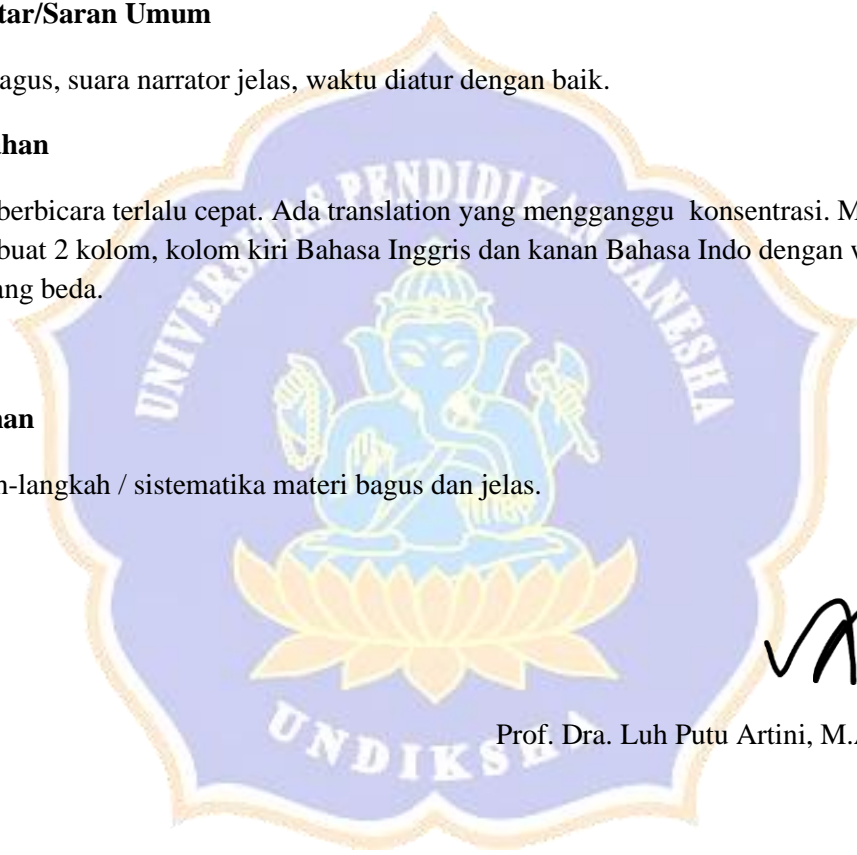 tar/Saran Umum
agus, suara narrator jelas, waktu diatur dengan baik.
ahan
berbicara terlalu cepat. Ada translation yang mengganggu konsentrasi. M
buat 2 kolom, kolom kiri Bahasa Inggris dan kanan Bahasa Indo dengan w
ang beda.
nan
h-langkah / sistematika materi bagus dan jelas.
Prof. Dra. Luh Putu Artini, M.A
UNIVERSITAS PENDIDIKAN GANESHA
UNDIKSHA